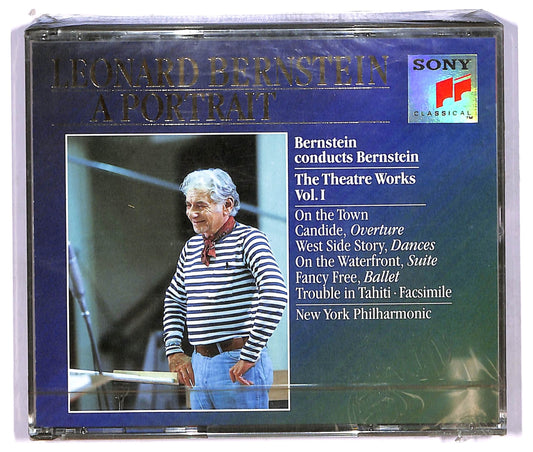 LEONARD BERNSTEIN
A PORTRAIT
SONY
CLASSICAL™
Bernstein
conducts Bernstein
The Theatre Works
Vol. I
On the Town
Candide, Overture
West Side Story, Dances
On the Waterfront, Suite
Fancy Free, Ballet
Trouble in Tahiti · Facsimile
New York Philharmonic